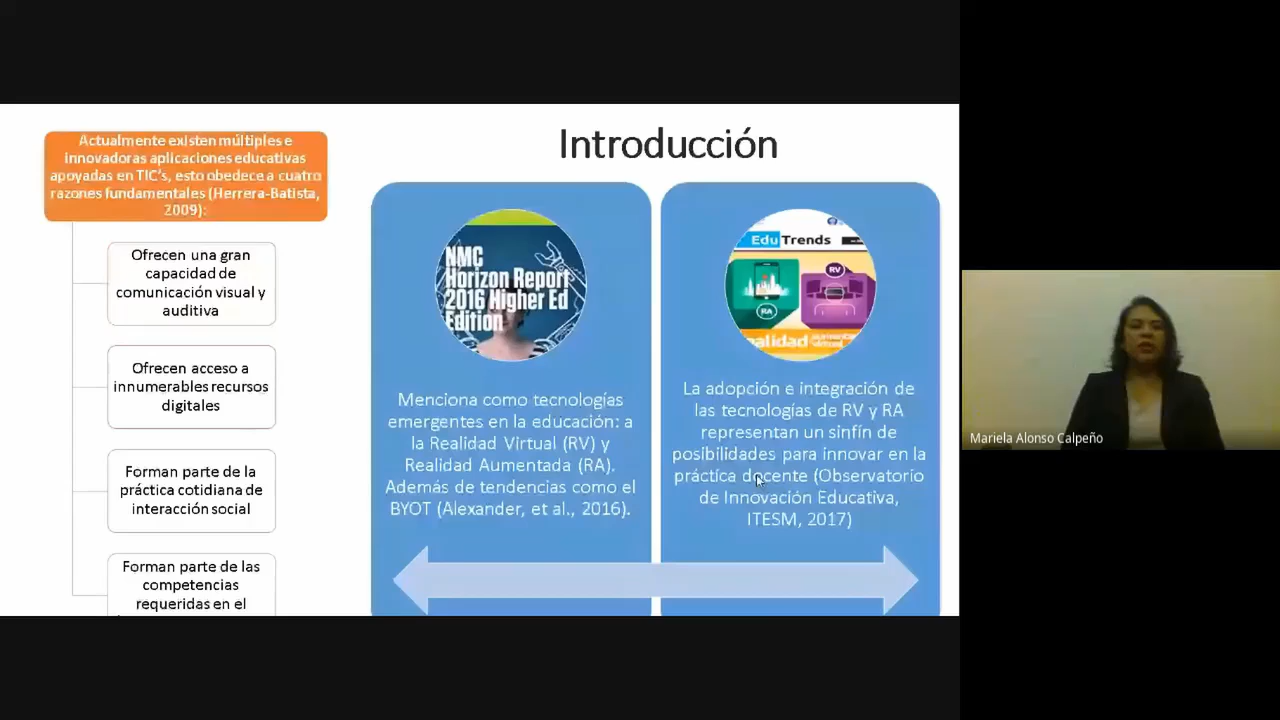 Introducción
Actualmente existen múltiples e
innovadoras aplicaciones educativas
apoyadas en TIC's, esto obedece a cuatro
razones fundamentales (Herrera-Batista,
2009):
Ofrecen una gran
capacidad de
comunicación visual y
auditiva
Ofrecen acceso a
innumerables recursos
digitales
Forman parte de la
práctica cotidiana de
interacción social
Forman parte de las
competencias
requeridas en el
NMC
Horizon Report
2016 Higher Ed
Edition
Menciona como tecnologías
emergentes en la educación: a
la Realidad Virtual (RV) y
Realidad Aumentada (RA).
Además de tendencias como el
BYOT (Alexander, et al., 2016).
Edu Trends
RV
RA
alidad
La adopción e integración de
las tecnologías de RV y RA
representan un sinfín de
posibilidades para innovar en la
práctica docente (Observatorio
de Innovación Educativa,
ITESM, 2017)
Mariela Alonso Calpeño